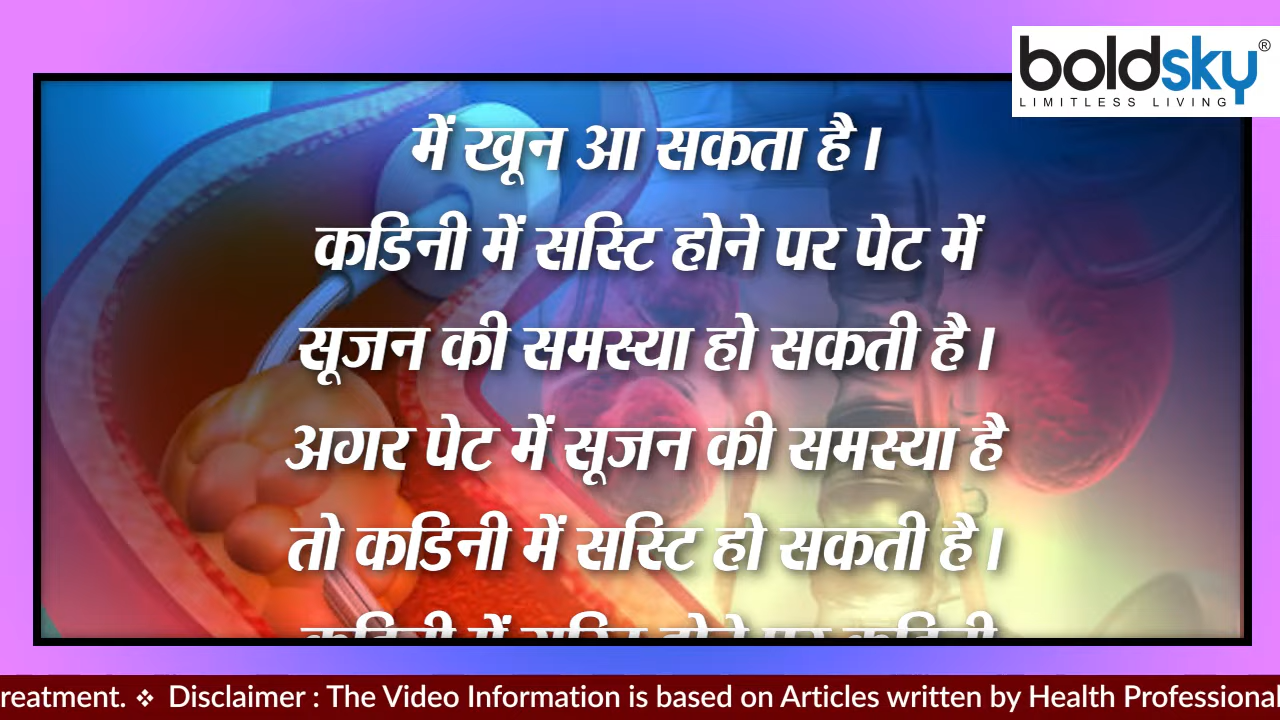 boldsky®
LIMITLESS LIVING
में खून आ सकता है।
कडिनी में सस्टि होने पर पेट में
सूजन की समस्या हो सकती है।
अगर पेट में सूजन की समस्या है
तो कडिनी में सस्टि हो सकती है।
reatment. ❖ Disclaimer : The Video Information is based on Articles written by Health Professional